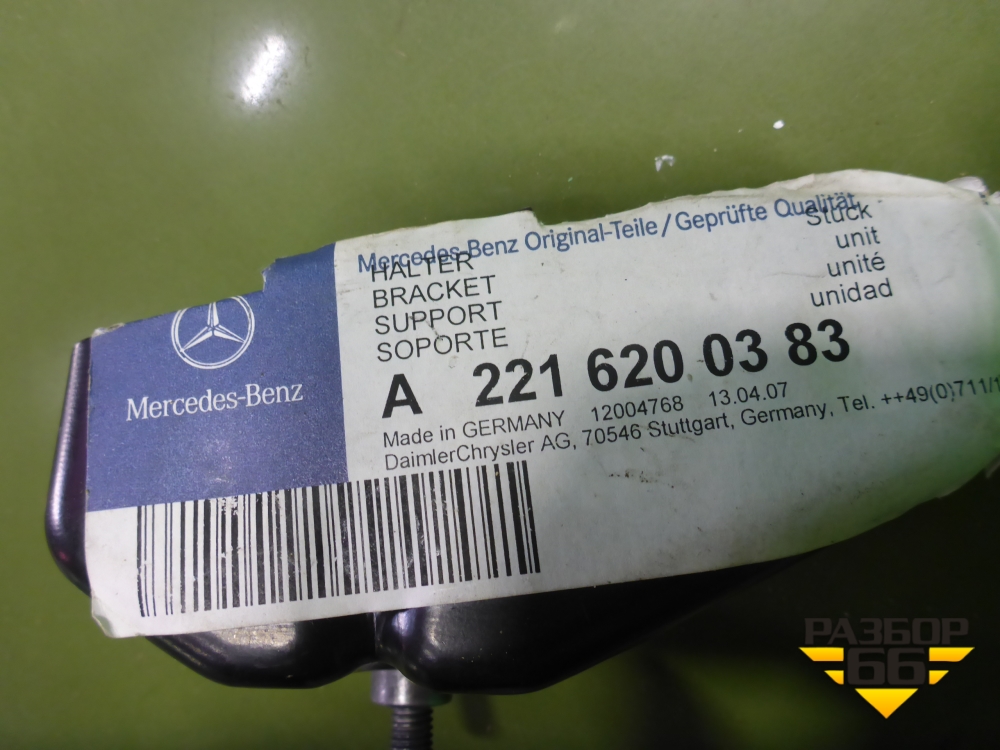 Mercedes-Benz Original-Teile / Geprüfte Qualität
HALTER
BRACKET
SUPPORT
SOPORTE
Stück
unit
unité
unidad
A 221 620 03 83
Made in GERMANY 12004768 13.04.07
DaimlerChrysler AG, 70546 Stuttgart, Germany, Tel. ++49(0)711/1
Mercedes-Benz
РАЗБОР
66